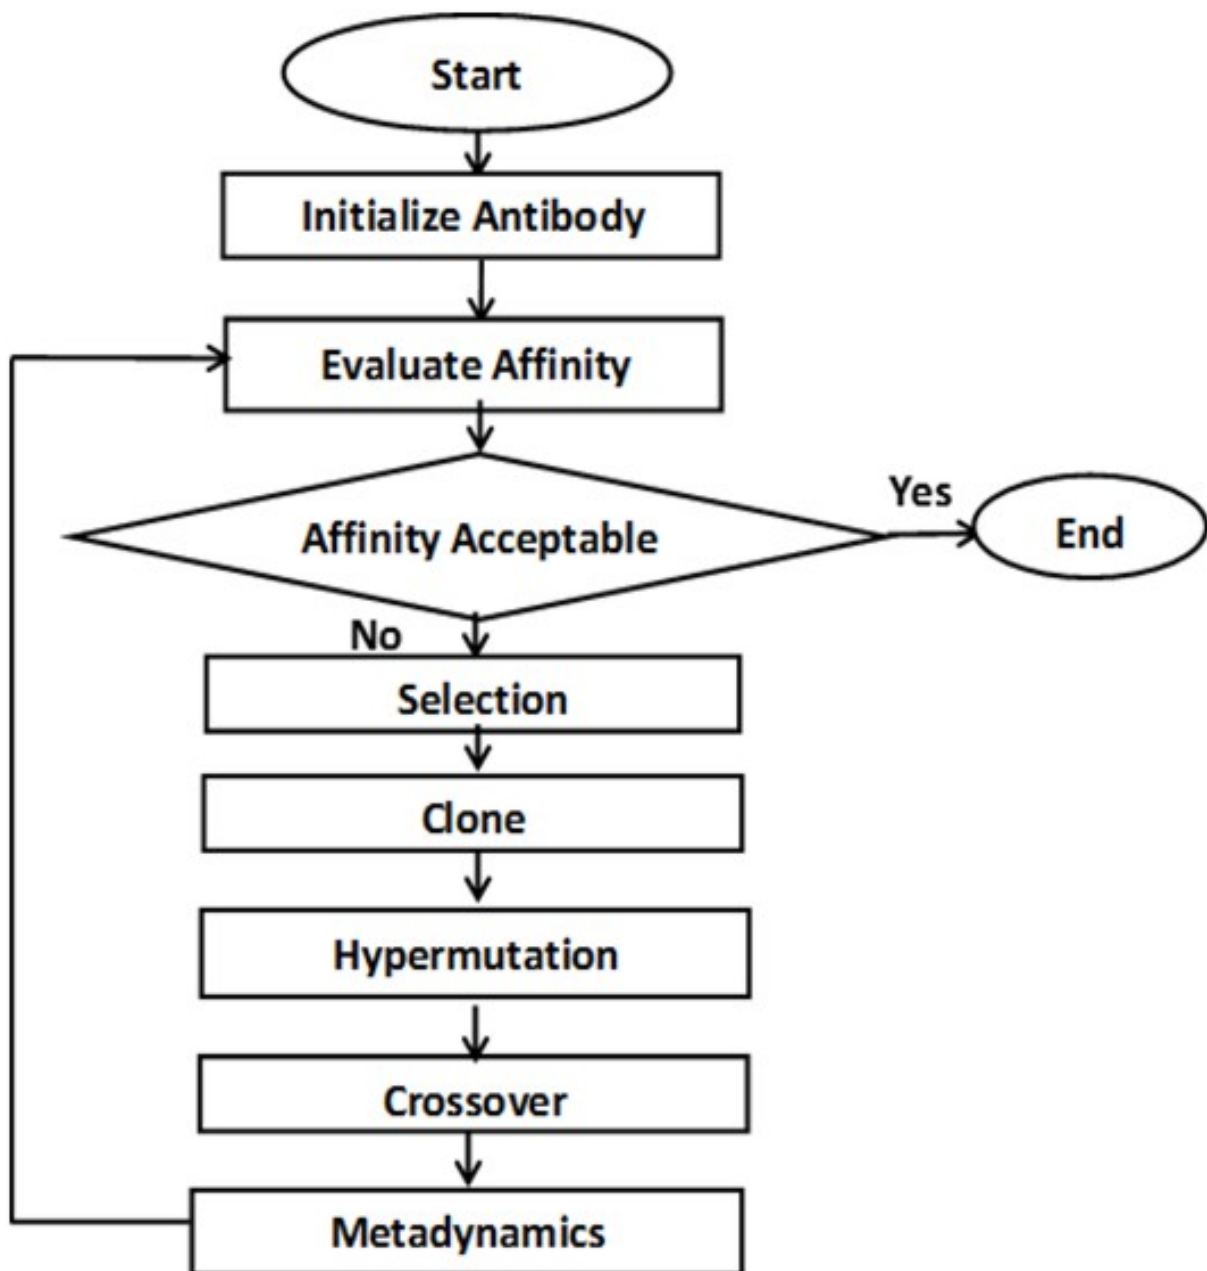 Start
Initialize Antibody
Evaluate Affinity
Affinity Acceptable
Yes
End
No
Selection
Clone
Hypermutation
Crossover
Metadynamics